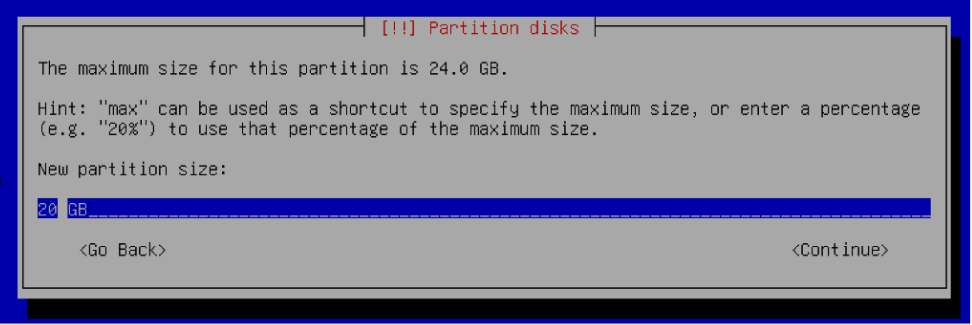 [!!] Partition disks
The maximum size for this partition is 24.0 GB.
Hint: "max" can be used as a shortcut to specify the maximum size, or enter a percentage
(e.g. "20%") to use that percentage of the maximum size.
New partition size:
20 GB
<Go Back> <Continue>